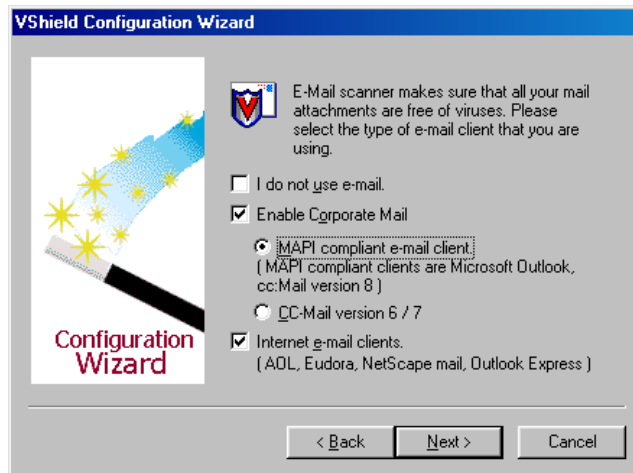 VShield Configuration Wizard
E-Mail scanner makes sure that all your mail
attachments are free of viruses. Please
select the type of e-mail client that you are
using.
I do not use e-mail.
Enable Corporate Mail
MAPI compliant e-mail client.
( MAPI compliant clients are Microsoft Outlook,
cc:Mail version 8 )
CC-Mail version 6 / 7
Internet e-mail clients.
( AOL, Eudora, NetScape mail, Outlook Express )
Configuration
Wizard
< Back
Next >
Cancel